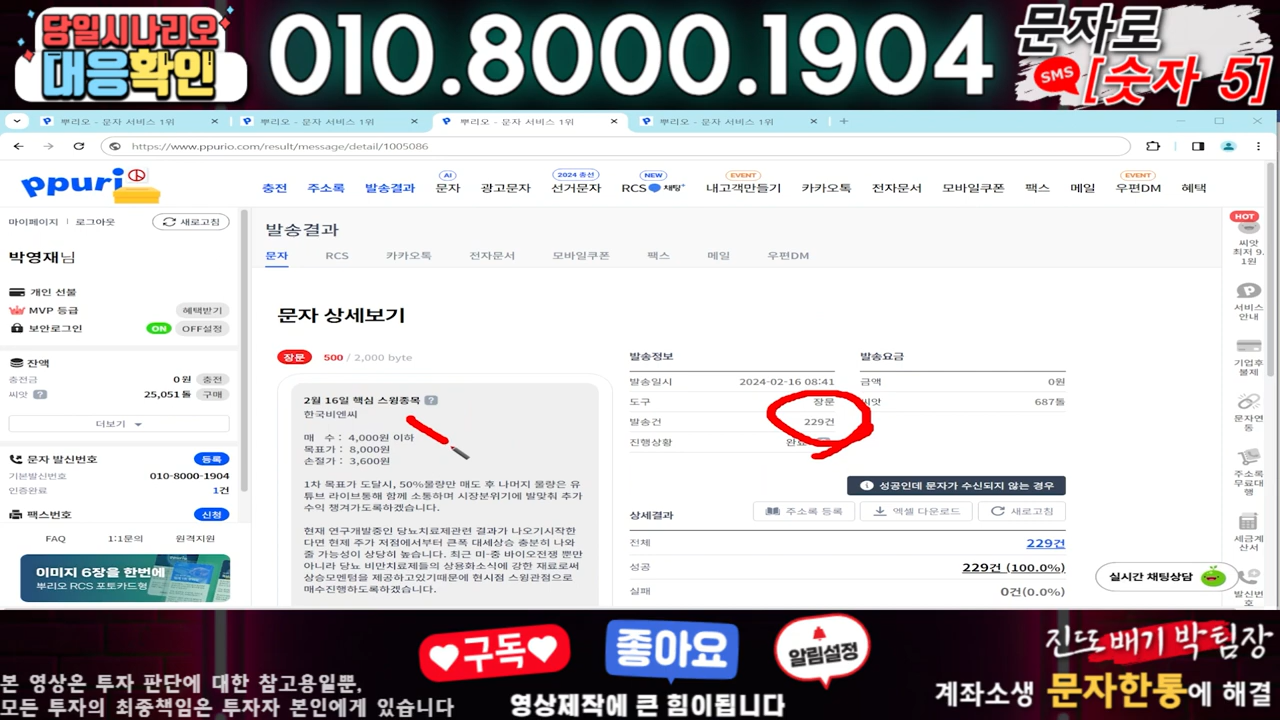 당일시나리오
대응확인
010.8000.1904
문자로
SMS
[숫자 5]
뿌리오 - 문자 서비스 1위
뿌리오 - 문자 서비스 1위
뿌리오 - 문자 서비스 1위
뿌리오 - 문자 서비스 1위
https://www.ppurio.com/result/message/detail/1005086
ppurio
충전
주소록
발송결과
AI
문자
광고문자
2024 총선
선거문자
NEW
RCS
채팅+
EVENT
내고객만들기
카카오톡
전자문서
모바일쿠폰
팩스
메일
EVENT
우편DM
혜택
마이페이지 | 로그아웃
새로고침
박영재님
개인 선불
MVP 등급
혜택받기
보안로그인
ON
OFF설정
잔액
충전금
0원
충전
씨앗 ?
25,051톨
구매
더보기
문자 발신번호
등록
기본발신번호
010-8000-1904
인증완료
1건
팩스번호
신청
FAQ
1:1문의
원격지원
이미지 6장을 한번에
뿌리오 RCS 포토카드형
발송결과
문자
RCS
카카오톡
전자문서
모바일쿠폰
팩스
메일
우편DM
문자 상세보기
장문
500 / 2,000 byte
2월 16일 핵심 스윙종목 ?
한국비엔씨
매 수 : 4,000원 이하
목표가 : 8,000원
손절가 : 3,600원
1차 목표가 도달시, 50%물량만 매도 후 나머지 물량은 유
튜브 라이브통해 함께 소통하며 시장분위기에 발맞춰 추가
수익 챙겨가도록하겠습니다.
현재 연구개발중인 당뇨치료제관련 결과가 나오기시작한
다면 현재 주가 저점에서부터 큰폭 대세상승 충분히 나와
줄 가능성이 상당히 높습니다. 최근 미·중 바이오전쟁 뿐만
아니라 당뇨 비만치료제들의 상용화소식에 강한 재료로써
상승모멘텀을 제공하고있기때문에 현시점 스윙관점으로
매수진행하도록하겠습니다.
발송정보
발송일시
2024-02-16 08:41
도구
장문
발송건
229건
진행상황
완료
발송요금
금액
0원
씨앗
687톨
성공인데 문자가 수신되지 않는 경우
상세결과
주소록 등록
엑셀 다운로드
새로고침
전체
229건
성공
229건 (100.0%)
실패
0건(0.0%)
HOT
씨앗
최저 9.
1원
서비스
안내
기업후
불제
문자연
동
주소록
무료대
행
세금계
산서
발신번
호
실시간 채팅상담
구독
좋아요
알림설정
영상제작에 큰 힘이됩니다
본 영상은 투자 판단에 대한 참고용일뿐,
모든 투자의 최종책임은 투자자 본인에게 있습니다
진또배기 박팀장
계좌소생 문자한통에 해결